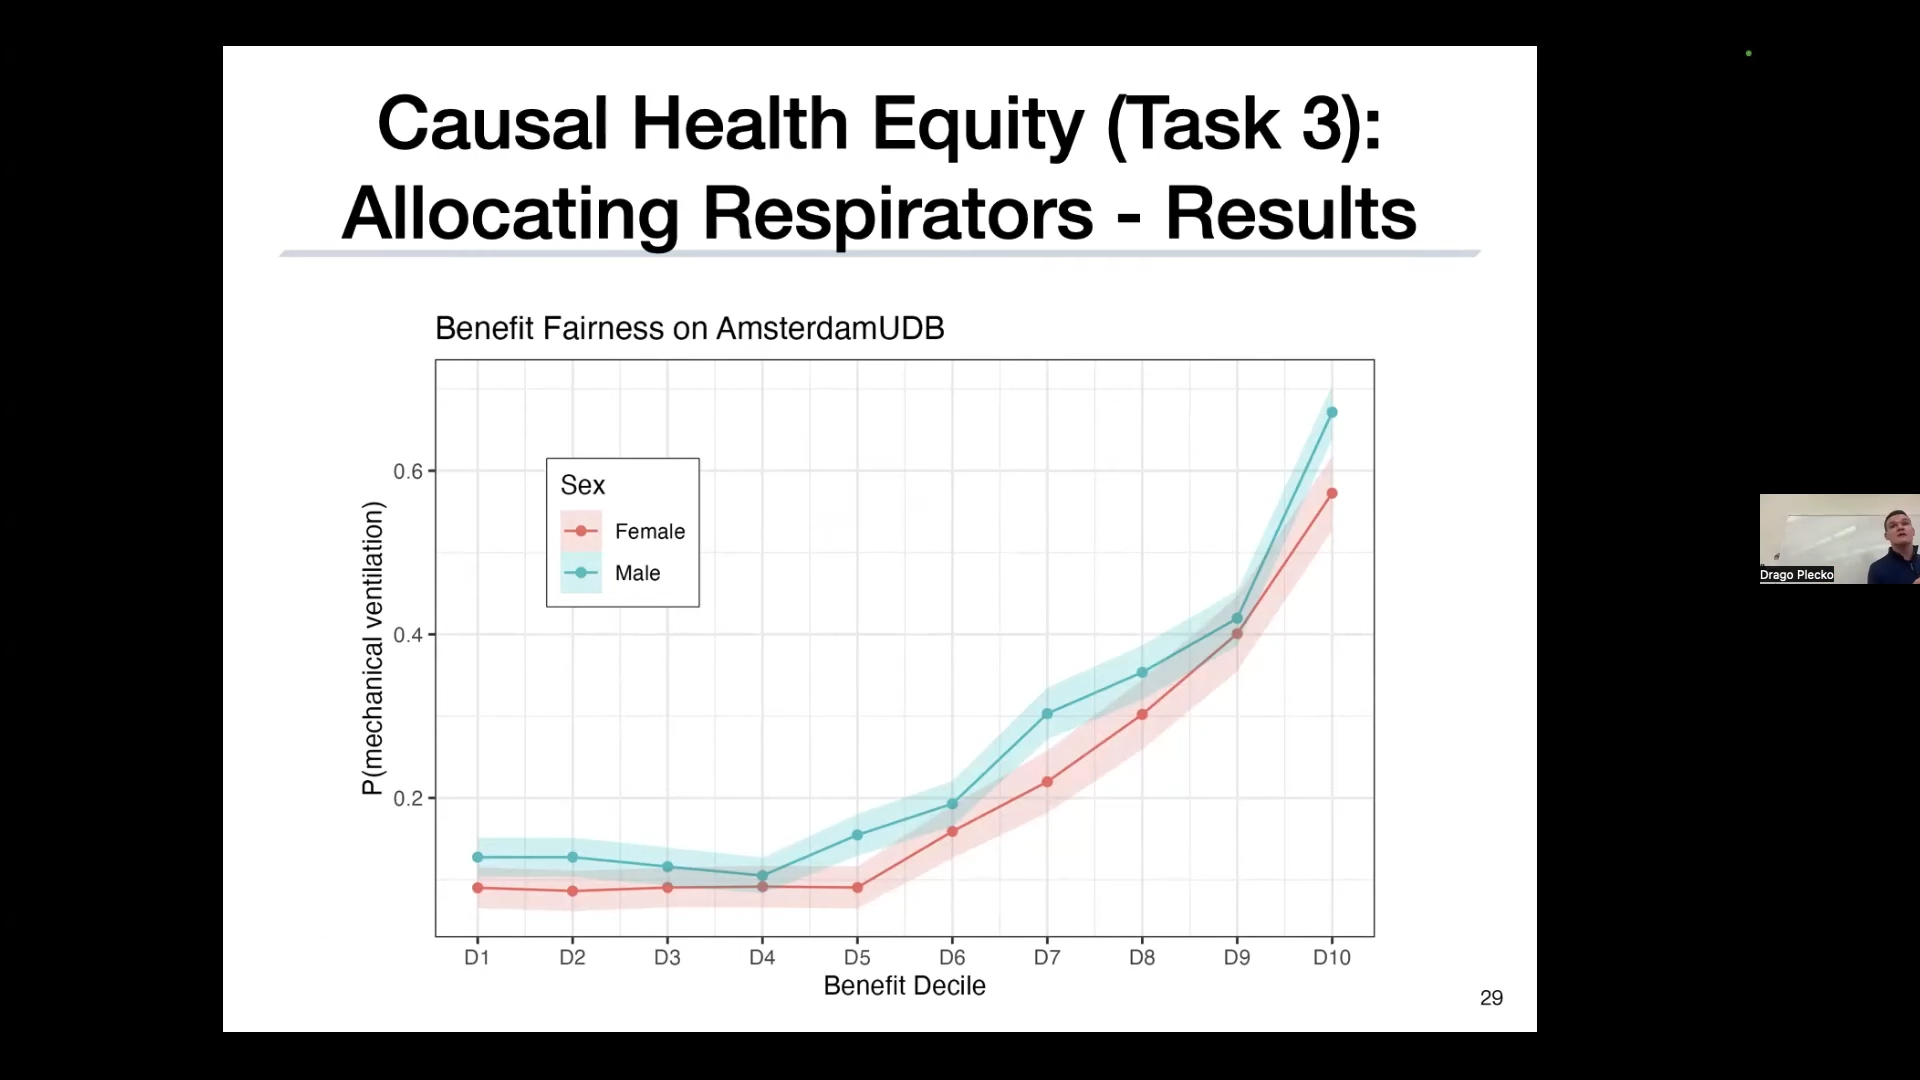 Causal Health Equity (Task 3):
Allocating Respirators - Results
Benefit Fairness on AmsterdamUDB
P(mechanical ventilation)
0.6
0.4
0.2
Sex
Female
Male
D1 D2 D3 D4 D5 D6 D7 D8 D9 D10
Benefit Decile
29
Drago Plecko